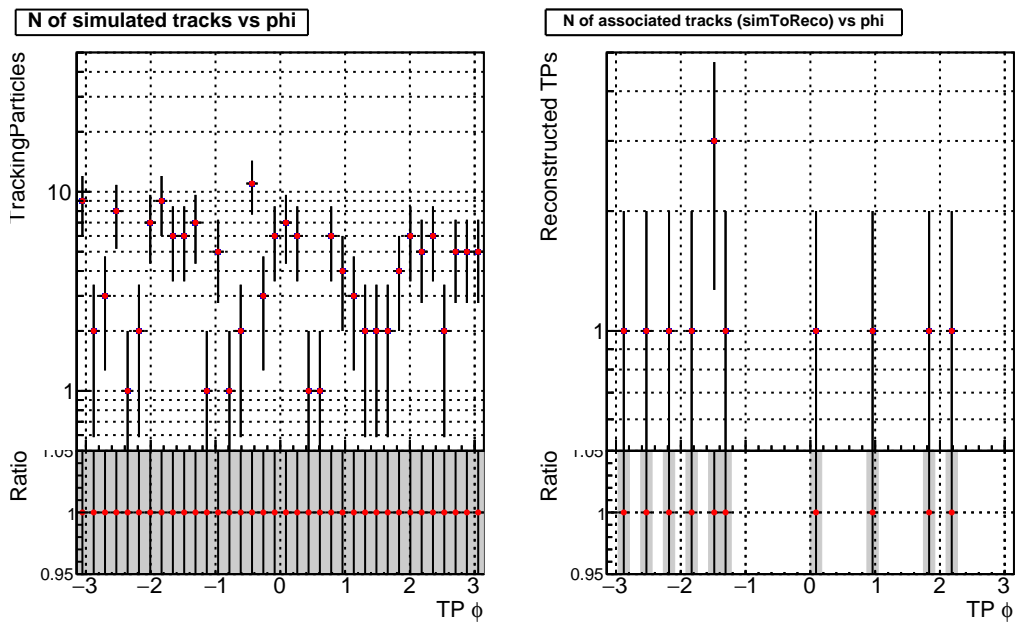 N of simulated tracks vs phi
TrackingParticles
10
1
Ratio
1.05
1
0.95
−3 −2 −1 0 1 2 3
TP ϕ
N of associated tracks (simToReco) vs phi
Reconstructed TPs
1
Ratio
1.05
1
0.95
−3 −2 −1 0 1 2 3
TP ϕ